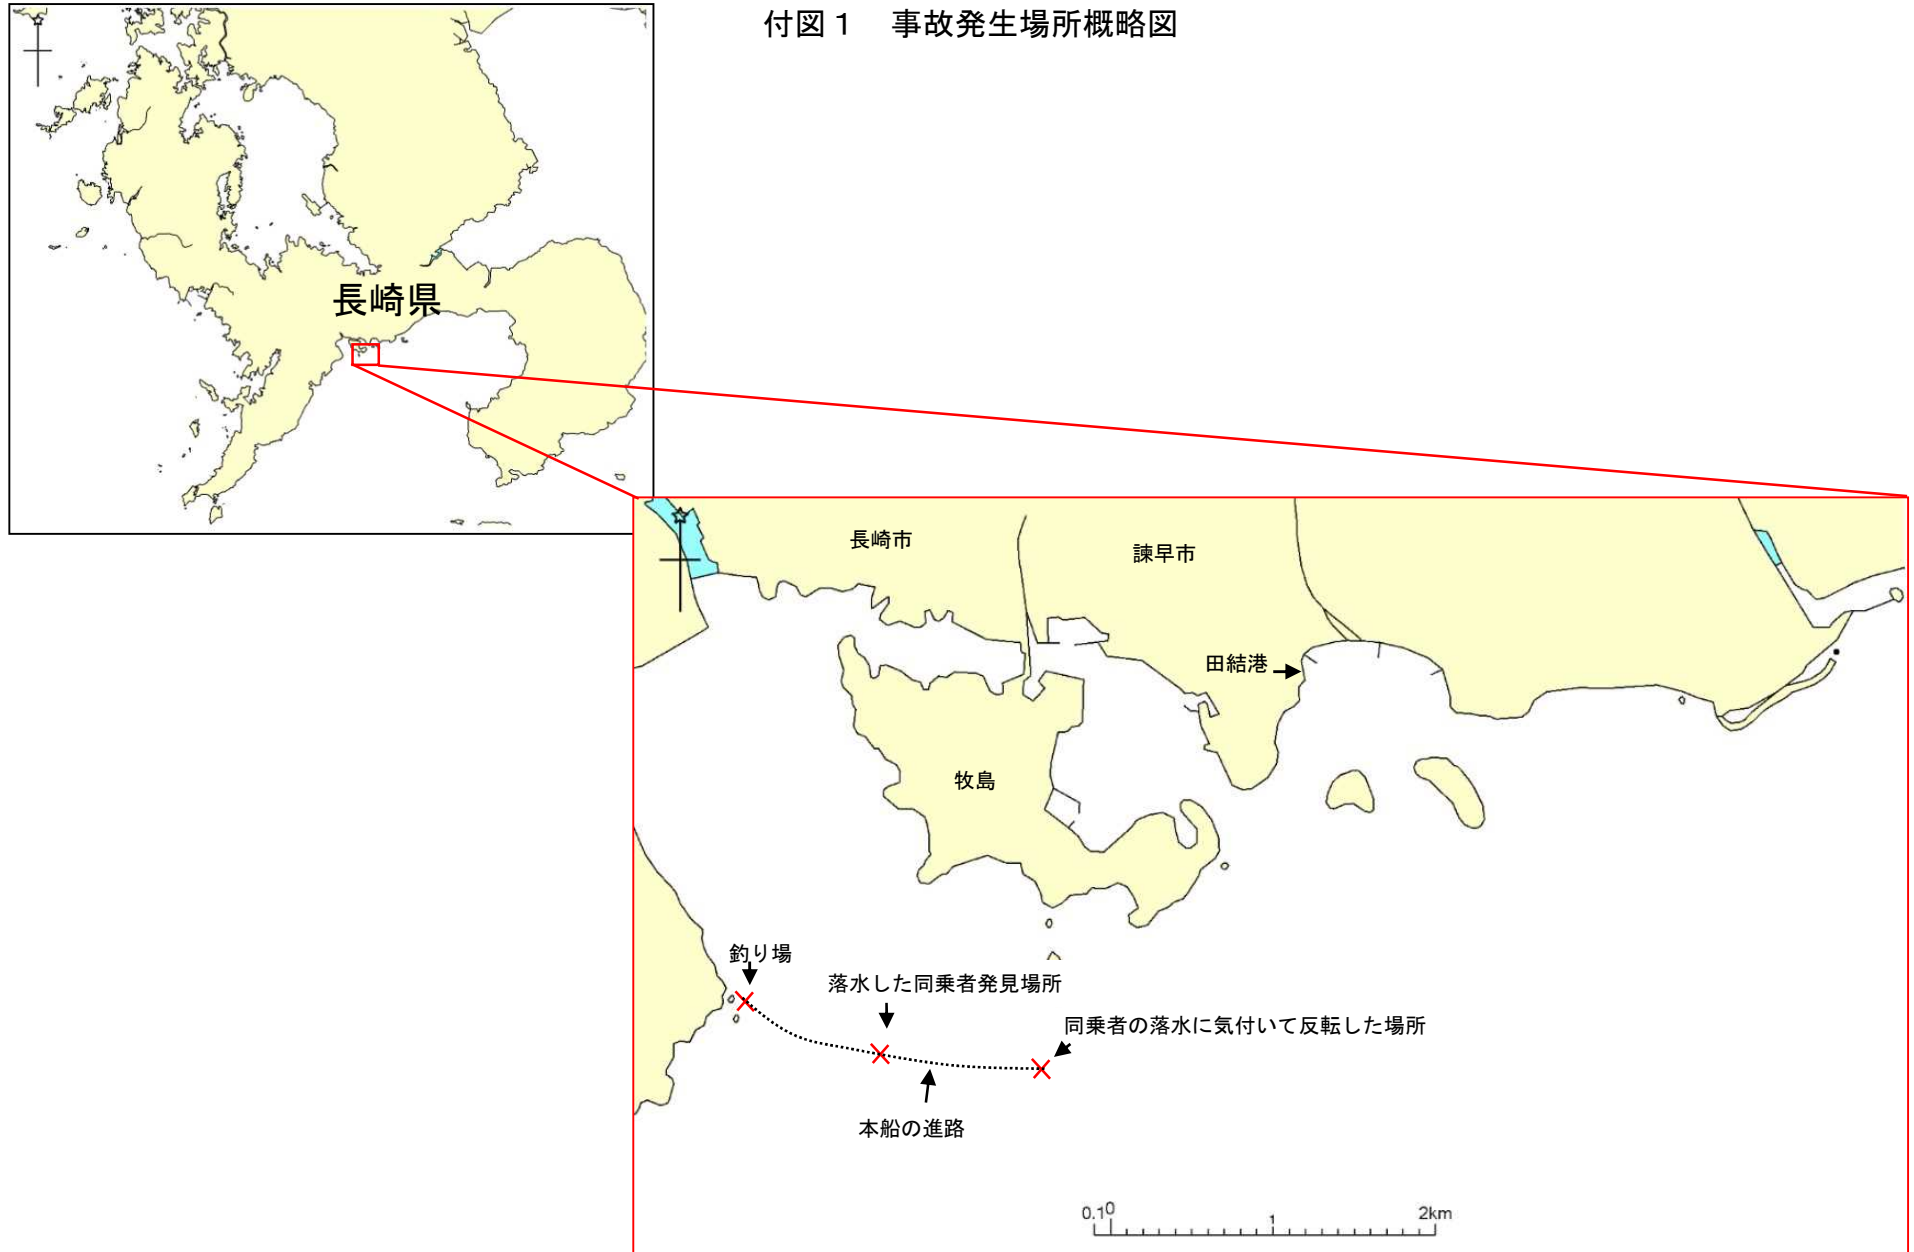 付図１　事故発生場所概略図
長崎県
長崎市
諫早市
田結港
牧島
釣り場
落水した同乗者発見場所
同乗者の落水に気付いて反転した場所
本船の進路
0.1 0 1 2km